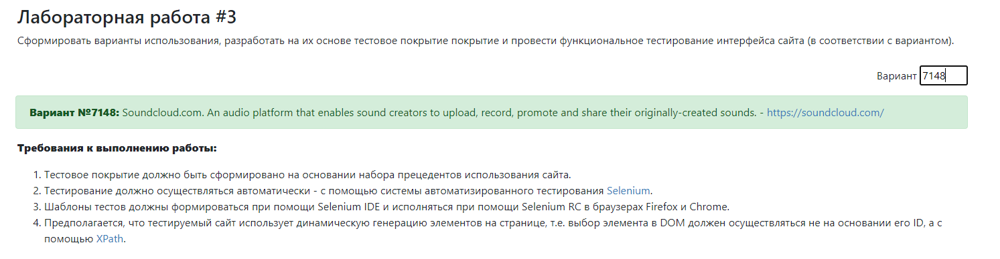 Лабораторная работа #3
Сформировать варианты использования, разработать на их основе тестовое покрытие покрытие и провести функциональное тестирование интерфейса сайта (в соответствии с вариантом).
Вариант 7148
Вариант №7148: Soundcloud.com. An audio platform that enables sound creators to upload, record, promote and share their originally-created sounds. - https://soundcloud.com/
Требования к выполнению работы:
1. Тестовое покрытие должно быть сформировано на основании набора прецедентов использования сайта.
2. Тестирование должно осуществляться автоматически - с помощью системы автоматизированного тестирования Selenium.
3. Шаблоны тестов должны формироваться при помощи Selenium IDE и исполняться при помощи Selenium RC в браузерах Firefox и Chrome.
4. Предполагается, что тестируемый сайт использует динамическую генерацию элементов на странице, т.е. выбор элемента в DOM должен осуществляться не на основании его ID, а с
помощью XPath.